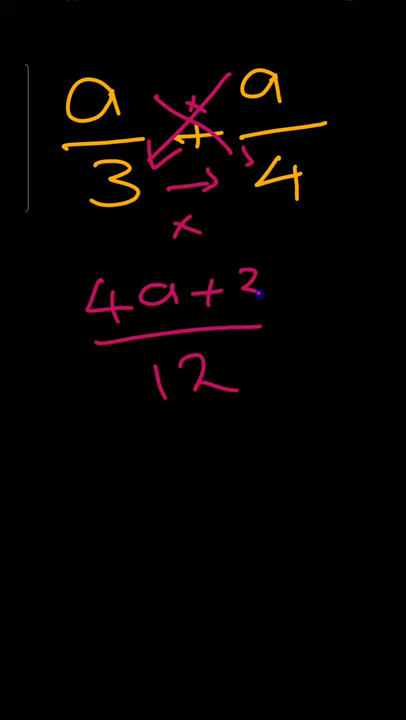 a/3 + a/4
×
4a + 3
12